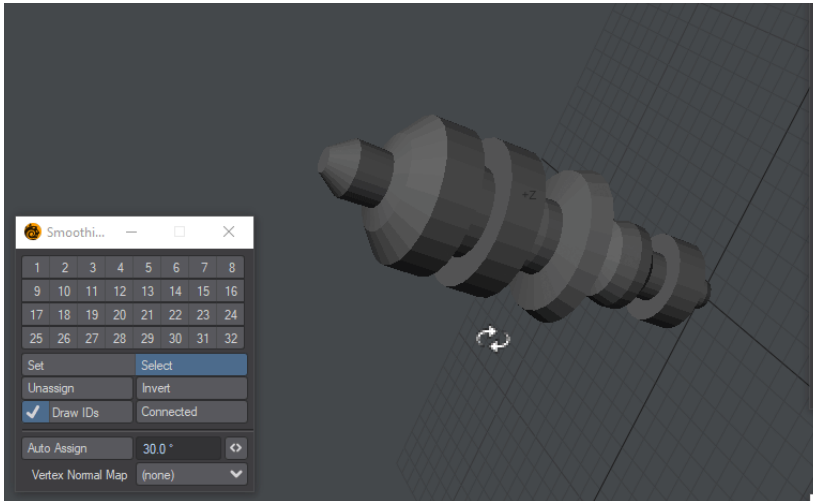 +Z
Smoothi...
1 2 3 4 5 6 7 8
9 10 11 12 13 14 15 16
17 18 19 20 21 22 23 24
25 26 27 28 29 30 31 32
Set Select
Unassign Invert
Draw IDs Connected
Auto Assign 30.0 °
Vertex Normal Map (none)